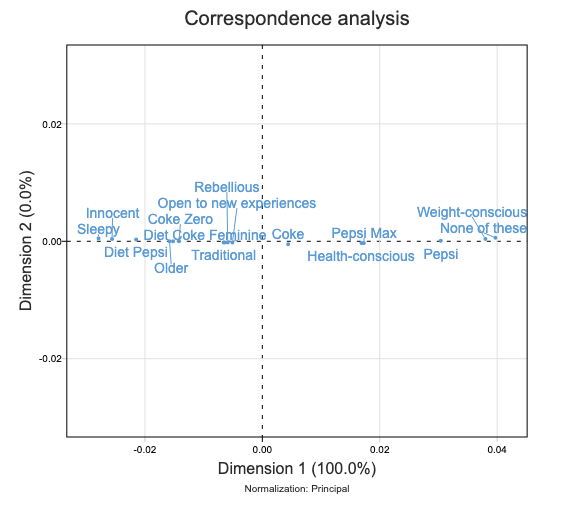 Correspondence analysis
Dimension 2 (0.0%)
0.02
0.00
-0.02
Rebellious
Open to new experiences
Innocent
Weight-conscious
Coke Zero
Sleepy
None of these
Diet Coke
Feminine
Coke
Pepsi Max
Diet Pepsi
Traditional
Health-conscious
Pepsi
Older
-0.02
0.00
0.02
0.04
Dimension 1 (100.0%)
Normalization: Principal